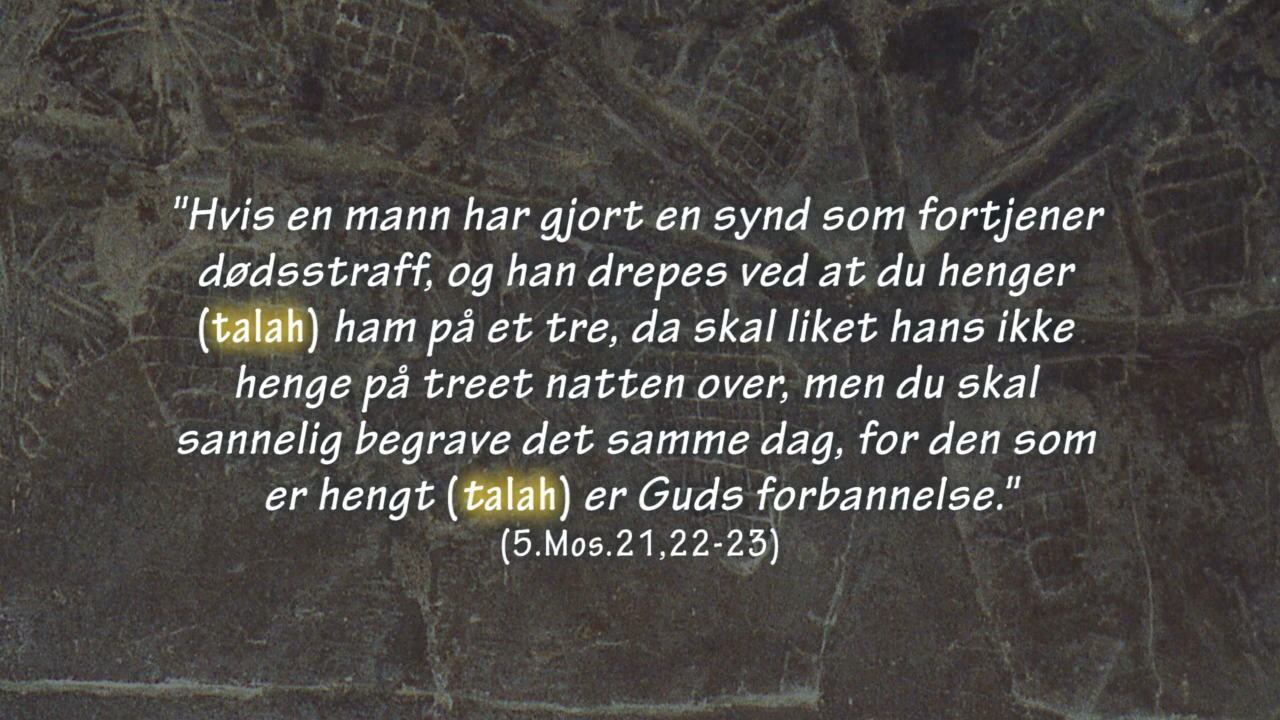 "Hvis en mann har gjort en synd som fortjener
dødsstraff, og han drepes ved at du henger
(talah) ham på et tre, da skal liket hans ikke
henge på treet natten over, men du skal
sannelig begrave det samme dag, for den som
er hengt (talah) er Guds forbannelse."
(5.Mos.21,22-23)